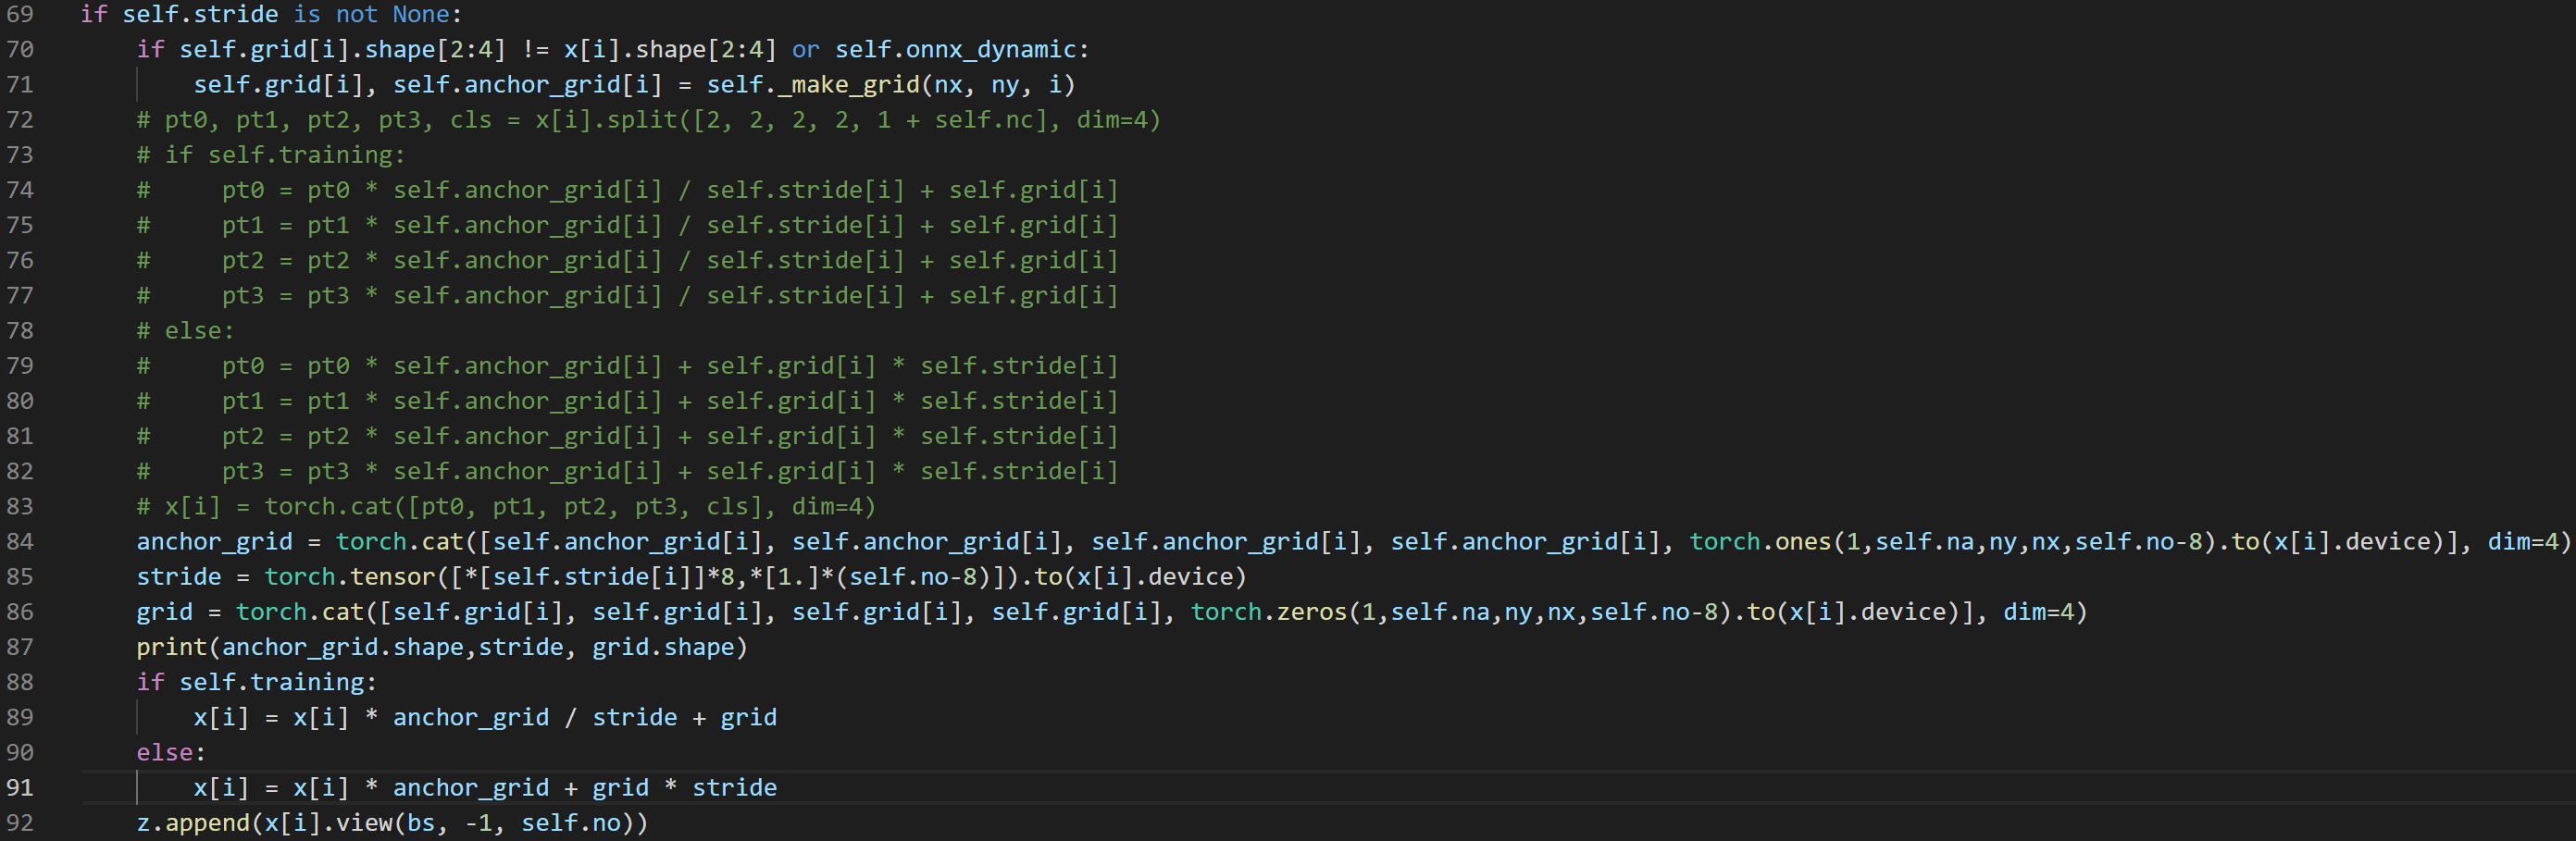 69 if self.stride is not None:
70 if self.grid[i].shape[2:4] != x[i].shape[2:4] or self.onnx_dynamic:
71 self.grid[i], self.anchor_grid[i] = self._make_grid(nx, ny, i)
72 # pt0, pt1, pt2, pt3, cls = x[i].split([2, 2, 2, 2, 1 + self.nc], dim=4)
73 # if self.training:
74 #     pt0 = pt0 * self.anchor_grid[i] / self.stride[i] + self.grid[i]
75 #     pt1 = pt1 * self.anchor_grid[i] / self.stride[i] + self.grid[i]
76 #     pt2 = pt2 * self.anchor_grid[i] / self.stride[i] + self.grid[i]
77 #     pt3 = pt3 * self.anchor_grid[i] / self.stride[i] + self.grid[i]
78 # else:
79 #     pt0 = pt0 * self.anchor_grid[i] + self.grid[i] * self.stride[i]
80 #     pt1 = pt1 * self.anchor_grid[i] + self.grid[i] * self.stride[i]
81 #     pt2 = pt2 * self.anchor_grid[i] + self.grid[i] * self.stride[i]
82 #     pt3 = pt3 * self.anchor_grid[i] + self.grid[i] * self.stride[i]
83 # x[i] = torch.cat([pt0, pt1, pt2, pt3, cls], dim=4)
84 anchor_grid = torch.cat([self.anchor_grid[i], self.anchor_grid[i], self.anchor_grid[i], self.anchor_grid[i], torch.ones(1,self.na,ny,nx,self.no-8).to(x[i].device)], dim=4)
85 stride = torch.tensor([*[self.stride[i]]*8,*[1.]*(self.no-8)]).to(x[i].device)
86 grid = torch.cat([self.grid[i], self.grid[i], self.grid[i], self.grid[i], torch.zeros(1,self.na,ny,nx,self.no-8).to(x[i].device)], dim=4)
87 print(anchor_grid.shape,stride, grid.shape)
88 if self.training:
89 x[i] = x[i] * anchor_grid / stride + grid
90 else:
91 x[i] = x[i] * anchor_grid + grid * stride
92 z.append(x[i].view(bs, -1, self.no))